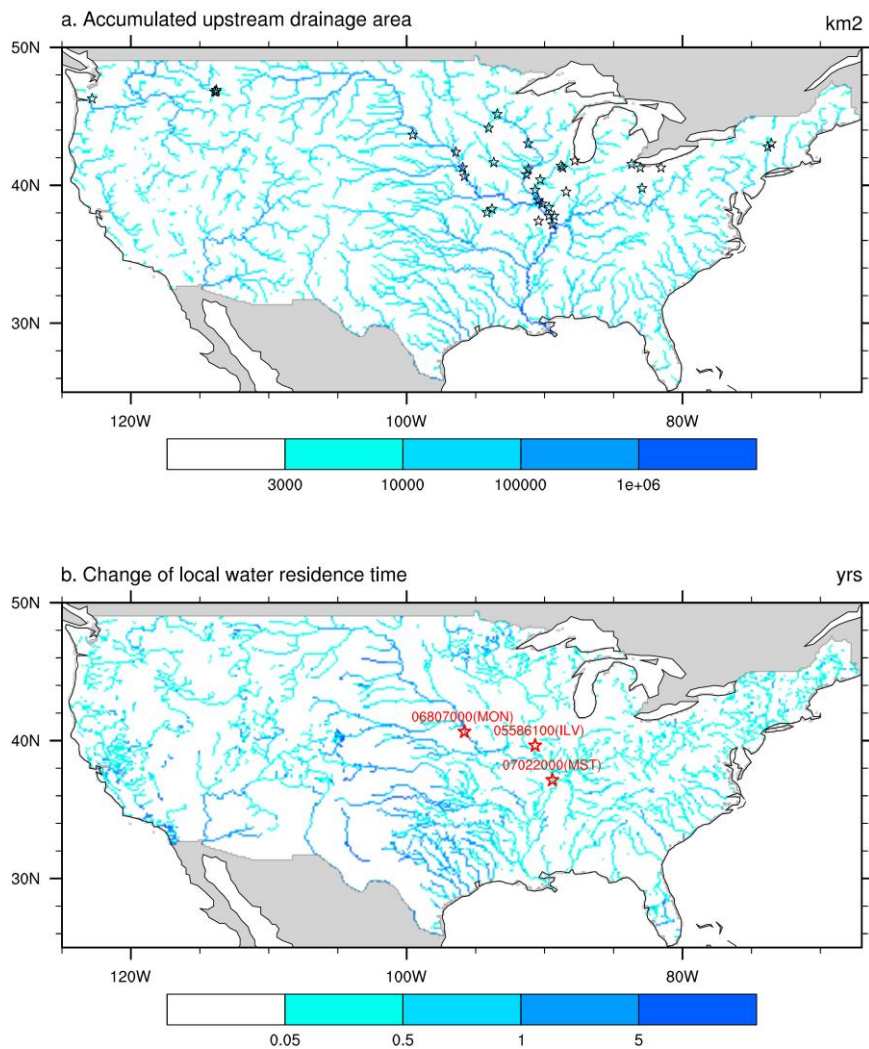 a. Accumulated upstream drainage area km2
50N
40N
30N
120W 100W 80W
3000 10000 100000 1e+06
b. Change of local water residence time yrs
50N
06807000(MON)
05586100(ILV)
40N
07022000(MST)
30N
120W 100W 80W
0.05 0.5 1 5